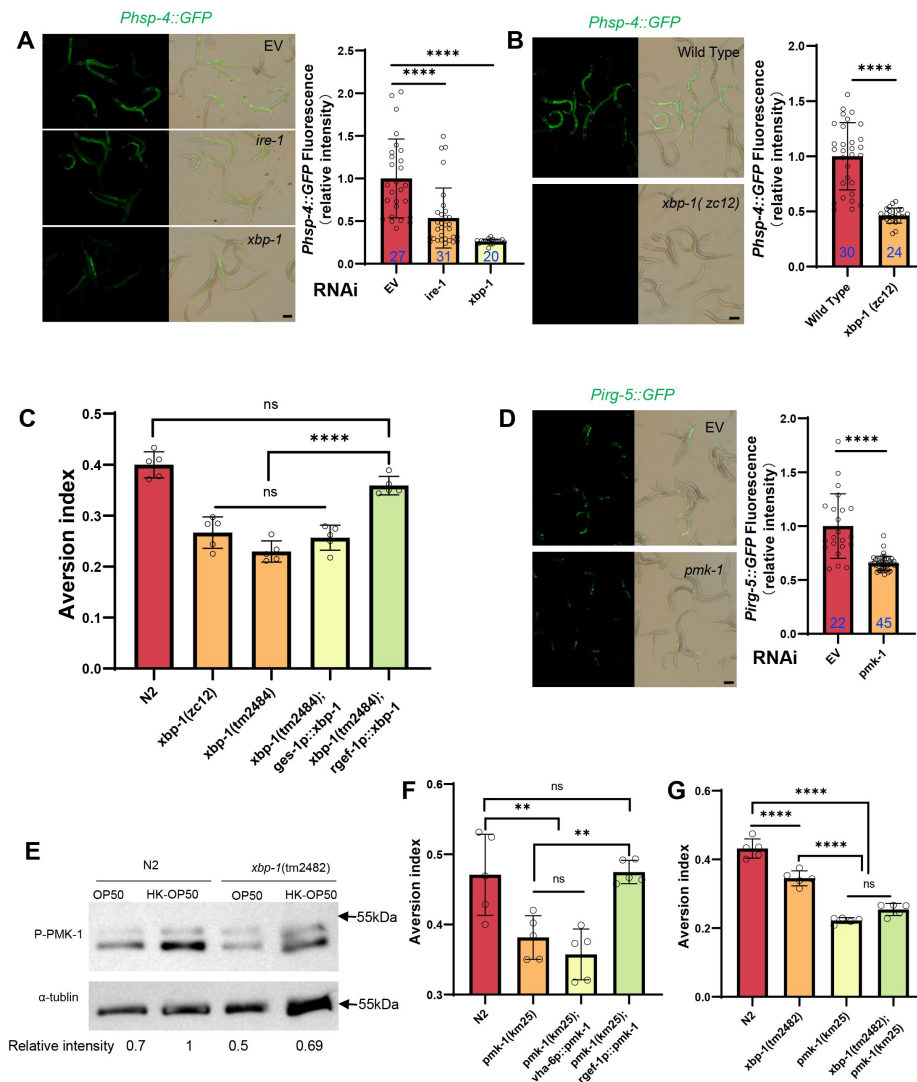 Phsp-4::GFP
A
EV
ire-1
xbp-1
Phsp-4::GFP Fluorescence
(relative intensity)
2.5
2.0
1.5
1.0
0.5
0.0
****
****
27
31
20
RNAi
EV
ire-1
xbp-1
Phsp-4::GFP
B
Wild Type
xbp-1( zc12)
Phsp-4::GFP Fluorescence
(relative intensity)
2.0
1.5
1.0
0.5
0.0
****
30
24
Wild Type
xbp-1 (zc12)
C
Aversion index
0.5
0.4
0.3
0.2
0.1
0.0
ns
****
ns
N2
xbp-1(zc12)
xbp-1(tm2484)
xbp-1(tm2484);
ges-1p::xbp-1
xbp-1(tm2484);
rgef-1p::xbp-1
Pirg-5::GFP
D
EV
pmk-1
Pirg-5::GFP Fluorescence
(relative intensity)
2.0
1.5
1.0
0.5
0.0
****
22
45
RNAi
EV
pmk-1
E
N2
xbp-1(tm2482)
OP50
HK-OP50
OP50
HK-OP50
P-PMK-1
55kDa
α-tublin
55kDa
Relative intensity 0.7 1 0.5 0.69
F
Aversion index
0.6
0.5
0.4
0.3
ns
**
**
ns
N2
pmk-1(km25)
pmk-1(km25);
vha-6p::pmk-1
pmk-1(km25);
rgef-1p::pmk-1
G
Aversion index
0.6
0.4
0.2
0.0
****
****
****
ns
N2
xbp-1(tm2482)
pmk-1(km25)
xbp-1(tm2482);
pmk-1(km25)